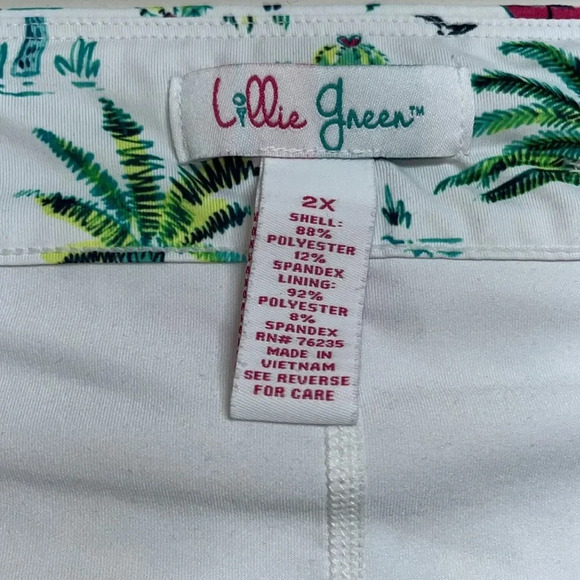 Lillie green™
2X
SHELL:
88%
POLYESTER
12%
SPANDEX
LINING:
92%
POLYESTER
8%
SPANDEX
RN# 76235
MADE IN
VIETNAM
SEE REVERSE
FOR CARE